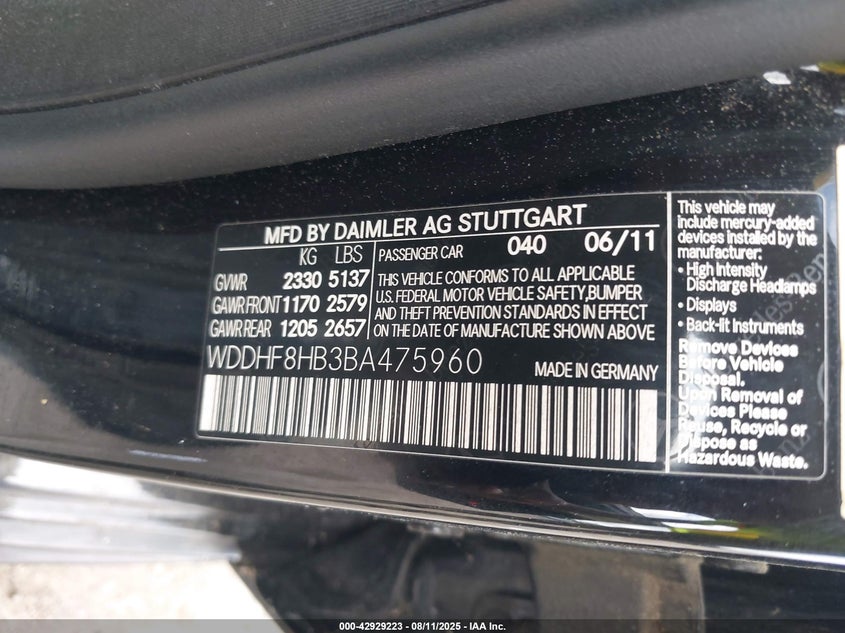 MFD BY DAIMLER AG STUTTGART
KG LBS
GVWR 2330 5137
GAWR FRONT 1170 2579
GAWR REAR 1205 2657
PASSENGER CAR 040 06/11
THIS VEHICLE CONFORMS TO ALL APPLICABLE
U.S. FEDERAL MOTOR VEHICLE SAFETY, BUMPER
AND THEFT PREVENTION STANDARDS IN EFFECT
ON THE DATE OF MANUFACTURE SHOWN ABOVE
WDDHF8HB3BA475960 MADE IN GERMANY
This vehicle may
include mercury-added
devices installed by the
manufacturer:
• High Intensity
Discharge Headlamps
• Displays
• Back-lit Instruments
Remove Devices
Before Vehicle
Disposal.
Upon Removal of
Devices Please
Reuse, Recycle or
Dispose as
Hazardous Waste.
000-42929223 - 08/11/2025 - IAA Inc.